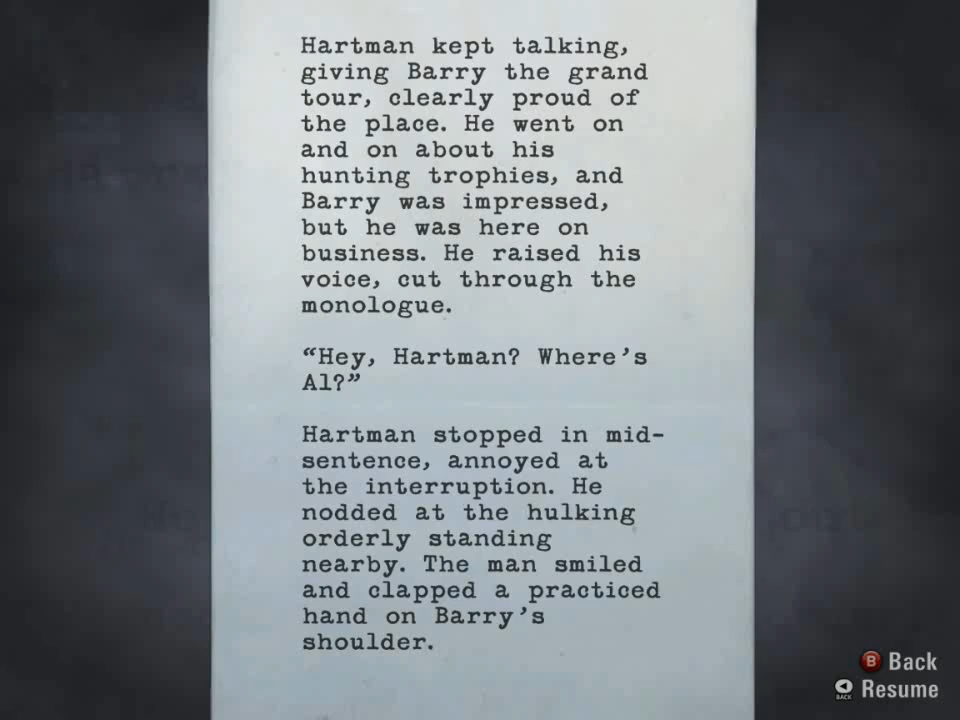 Hartman kept talking,
giving Barry the grand
tour, clearly proud of
the place. He went on
and on about his
hunting trophies, and
Barry was impressed,
but he was here on
business. He raised his
voice, cut through the
monologue.
“Hey, Hartman? Where’s
Al?”
Hartman stopped in mid-
sentence, annoyed at
the interruption. He
nodded at the hulking
orderly standing
nearby. The man smiled
and clapped a practiced
hand on Barry’s
shoulder.
B Back
BACK Resume